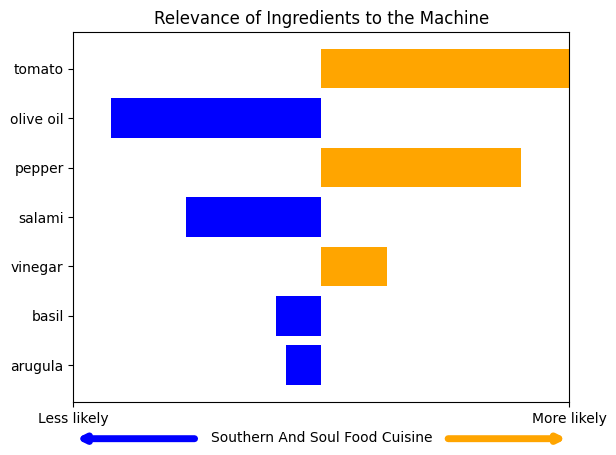 Relevance of Ingredients to the Machine
tomato
olive oil
pepper
salami
vinegar
basil
arugula
Less likely
More likely
Southern And Soul Food Cuisine